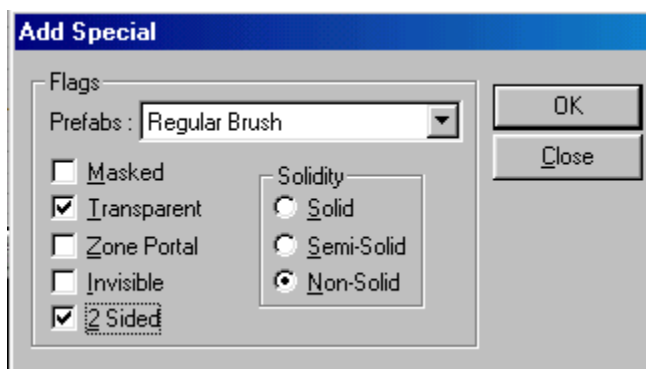 Add Special
Flags
Prefabs : Regular Brush
OK
Close
Masked
Solidity
Transparent
Solid
Zone Portal
Semi-Solid
Invisible
Non-Solid
2 Sided